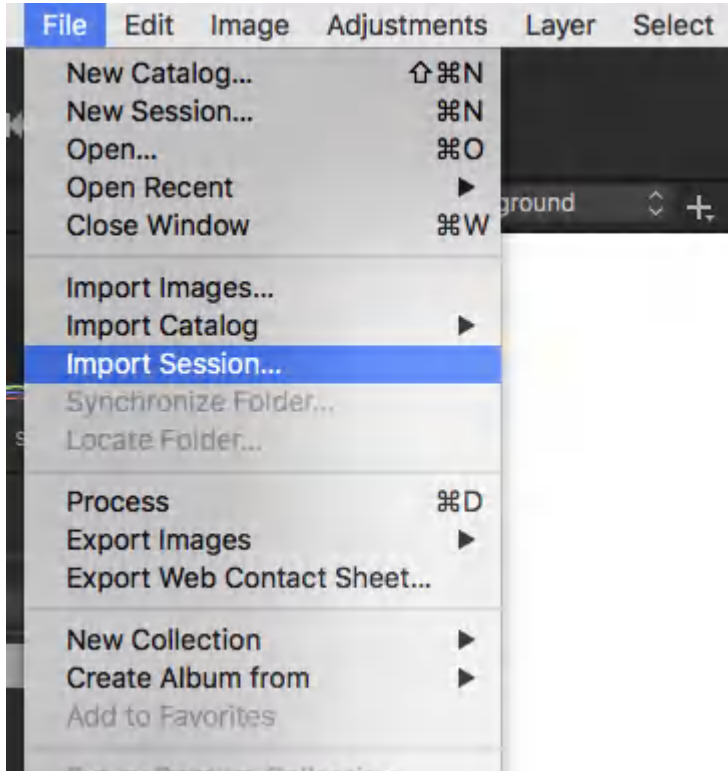 File Edit Image Adjustments Layer Select
New Catalog... ⇧⌘N
New Session... ⌘N
Open... ⌘O
Open Recent ▶
ground
Close Window ⌘W
Import Images...
Import Catalog ▶
Import Session...
Synchronize Folder...
Locate Folder...
Process ⌘D
Export Images ▶
Export Web Contact Sheet...
New Collection ▶
Create Album from ▶
Add to Favorites